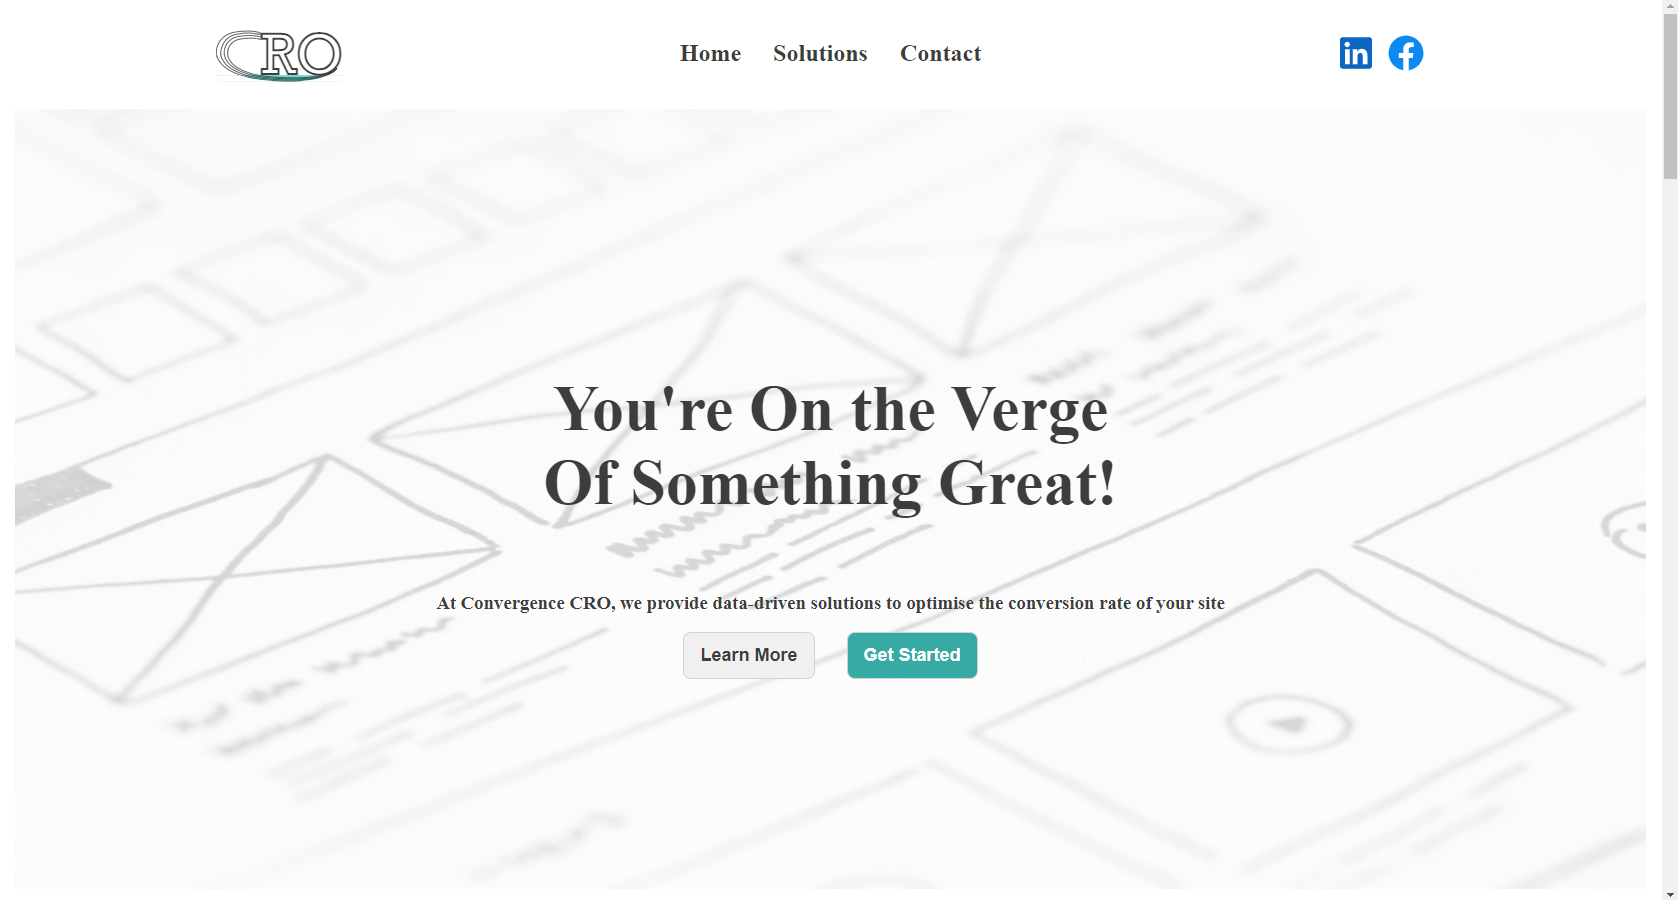 CRO
Home Solutions Contact
You're On the Verge
Of Something Great!
At Convergence CRO, we provide data-driven solutions to optimise the conversion rate of your site
Learn More Get Started